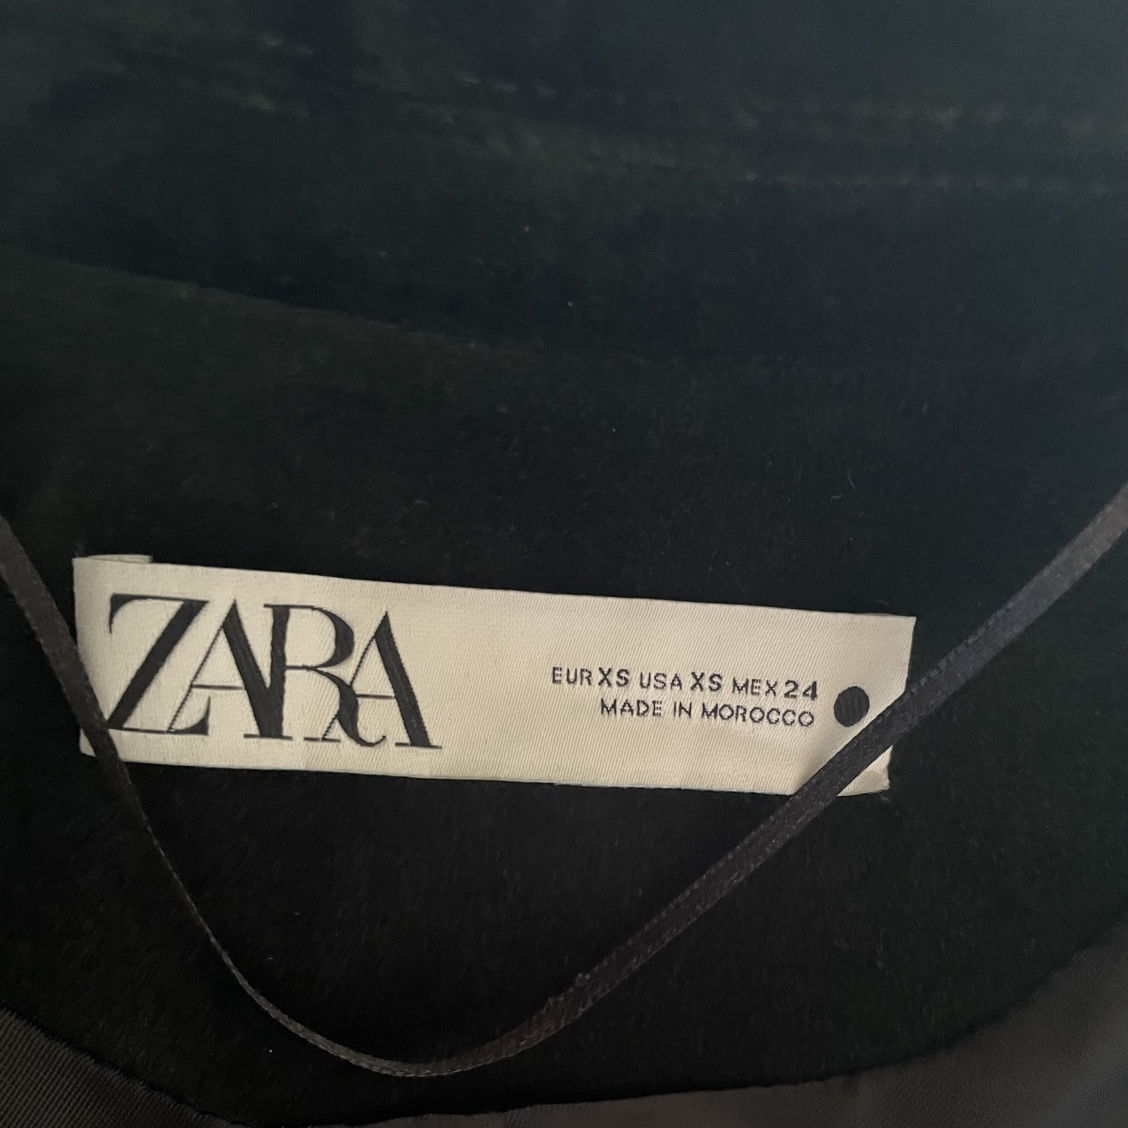 ZARA
EUR XS USA XS MEX 24
MADE IN MOROCCO